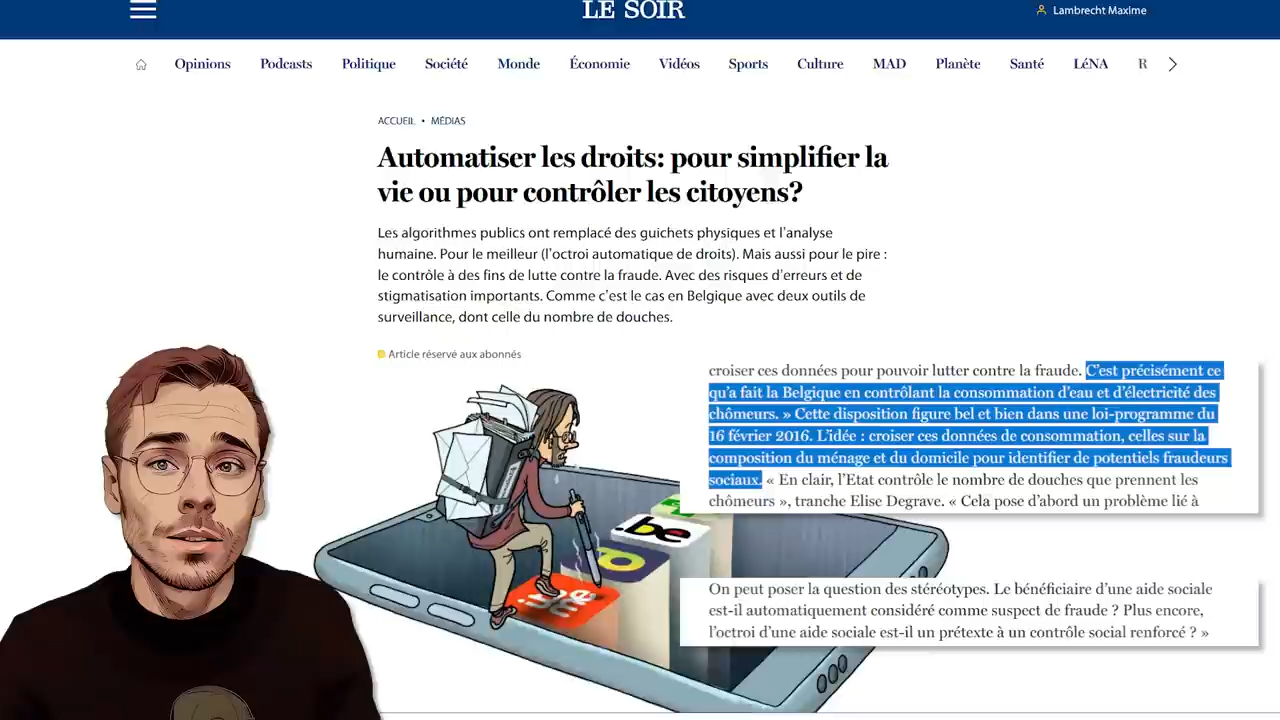 LE SOIR
Lambrecht Maxime
Opinions Podcasts Politique Société Monde Économie Vidéos Sports Culture MAD Planète Santé LéNA R
ACCUEIL • MÉDIAS
Automatiser les droits: pour simplifier la
vie ou pour contrôler les citoyens?
Les algorithmes publics ont remplacé des guichets physiques et l'analyse
humaine. Pour le meilleur (l'octroi automatique de droits). Mais aussi pour le pire :
le contrôle à des fins de lutte contre la fraude. Avec des risques d'erreurs et de
stigmatisation importants. Comme c'est le cas en Belgique avec deux outils de
surveillance, dont celle du nombre de douches.
Article réservé aux abonnés
croiser ces données pour pouvoir lutter contre la fraude. C'est précisément ce
qu'a fait la Belgique en contrôlant la consommation d'eau et d'électricité des
chômeurs. » Cette disposition figure bel et bien dans une loi-programme du
16 février 2016. L'idée : croiser ces données de consommation, celles sur la
composition du ménage et du domicile pour identifier de potentiels fraudeurs
sociaux. « En clair, l'Etat contrôle le nombre de douches que prennent les
chômeurs », tranche Elise Degrave. « Cela pose d'abord un problème lié à
.be
On peut poser la question des stéréotypes. Le bénéficiaire d'une aide sociale
est-il automatiquement considéré comme suspect de fraude ? Plus encore,
l'octroi d'une aide sociale est-il un prétexte à un contrôle social renforcé ? »